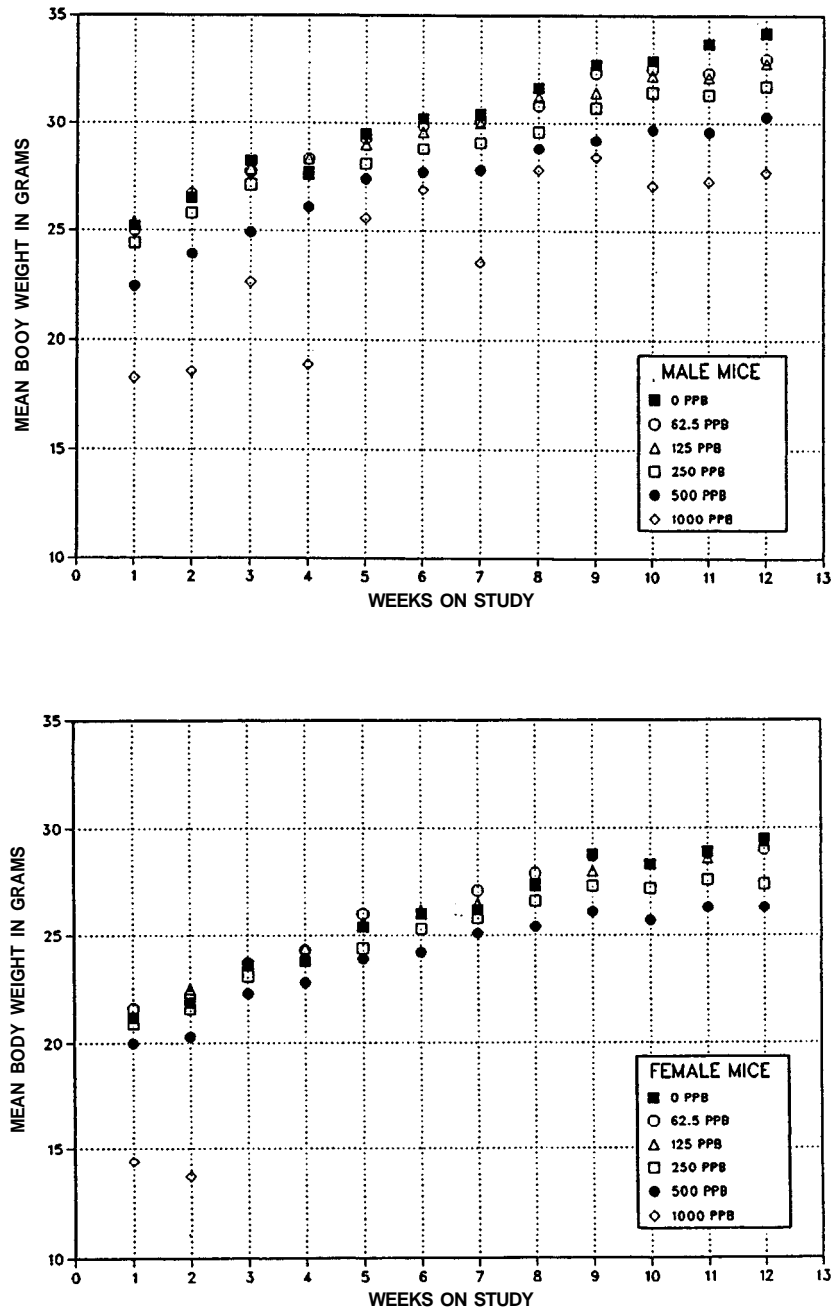 35
30
25
20
15
10
MEAN BOOY WEIGHT IN GRAMS
MALE MICE
0 PPB
62.5 PPB
125 PPB
250 PPB
500 PPB
1000 PPB
0 1 2 3 4 5 6 7 8 9 10 11 12 13
WEEKS ON STUDY
35
30
25
20
15
10
MEAN BODY WEIGHT IN GRAMS
FEMALE MICE
0 PPB
62.5 PPB
125 PPB
250 PPB
500 PPB
1000 PPB
0 1 2 3 4 5 6 7 8 9 10 11 12 13
WEEKS ON STUDY